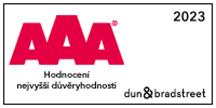 2023
AAA®
Hodnocení
nejvyšší důvěryhodnosti
dun&bradstreet